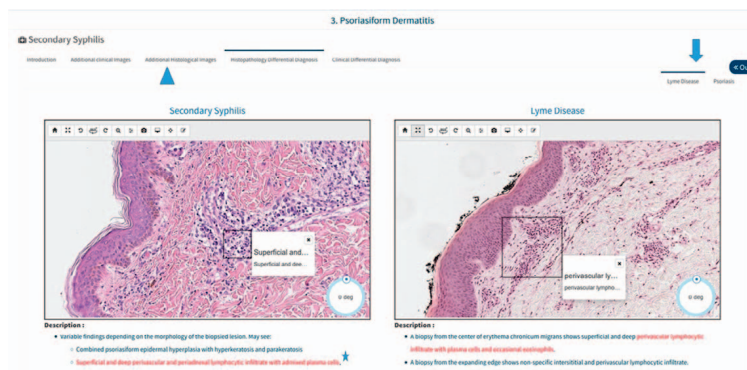 3. Psoriasiform Dermatitis
Secondary Syphilis
Introduction Additional clinical Images Additional Histological Images Histopathology Differential Diagnosis Clinical Differential Diagnosis
Lyme Disease Psoriasis
Secondary Syphilis Lyme Disease
Superficial and...
Superficial and dee...
0 deg
perivascular ly...
perivascular lympho...
0 deg
Description :
Variable findings depending on the morphology of the biopsied lesion. May see:
Combined psoriasiform epidermal hyperplasia with hyperkeratosis and parakeratosis
Superficial and deep perivascular and periadnexal lymphocytic infiltrate with admixed plasma cells.
Description :
A biopsy from the center of erythema chronicum migrans shows superficial and deep perivascular lymphocytic
infiltrate with plasma cells and occasional eosinophils.
A biopsy from the expanding edge shows non-specific intersititial and perivascular lymphocytic infiltrate.